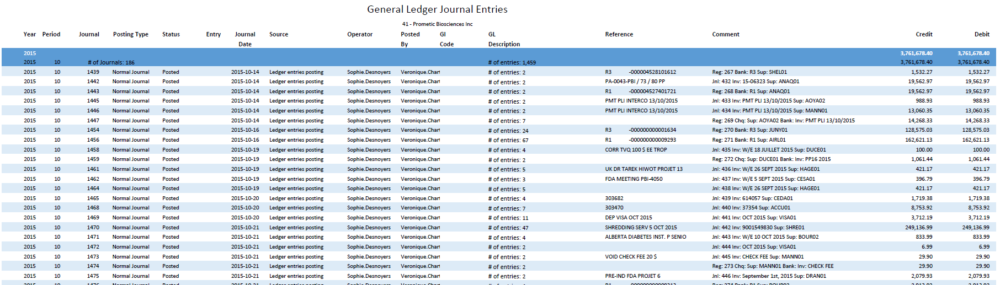 General Ledger Journal Entries
41 - Prometic Biosciences Inc
Year Period Journal Posting Type Status Entry Journal Source Operator Posted GI GL Reference Comment Credit Debit
Date By Code Description
2015 3,761,678.40 3,761,678.40
2015 10 # of Journals: 186 # of entries: 1,459 3,761,678.40 3,761,678.40
2015 10 1439 Normal Journal Posted 2015-10-14 Ledger entries posting Sophie.Desnoyers Veronique.Chart # of entries: 2 R3 -000004528101612 Reg: 267 Bank: R3 Sup: SHEL01 1,532.27 1,532.27
2015 10 1442 Normal Journal Posted 2015-10-14 Ledger entries posting Sophie.Desnoyers Veronique.Chart # of entries: 2 PA-0043-PBI / 73 / 80 PP Jnl: 432 Inv: 15-06323 Sup: ANAQ01 19,562.97 19,562.97
2015 10 1443 Normal Journal Posted 2015-10-14 Ledger entries posting Sophie.Desnoyers Veronique.Chart # of entries: 2 R1 -000004527401721 Reg: 268 Bank: R1 Sup: ANAQ01 19,562.97 19,562.97
2015 10 1445 Normal Journal Posted 2015-10-14 Ledger entries posting Sophie.Desnoyers Veronique.Chart # of entries: 2 PMT PLI INTERCO 13/10/2015 Jnl: 433 Inv: PMT PLI 13/10/2015 Sup: AOYA02 988.93 988.93
2015 10 1446 Normal Journal Posted 2015-10-14 Ledger entries posting Sophie.Desnoyers Veronique.Chart # of entries: 2 PMT PLI INTERCO 13/10/2015 Jnl: 434 Inv: PMT PLI 13/10/2015 Sup: MANN01 13,060.35 13,060.35
2015 10 1447 Normal Journal Posted 2015-10-14 Ledger entries posting Sophie.Desnoyers Veronique.Chart # of entries: 7 Reg: 269 Chq: Sup: AOYA02 Bank: Inv: PMT PLI 13/10/2015 14,268.33 14,268.33
2015 10 1454 Normal Journal Posted 2015-10-16 Ledger entries posting Sophie.Desnoyers Veronique.Chart # of entries: 24 R3 -000000000001634 Reg: 270 Bank: R3 Sup: JUNY01 128,575.03 128,575.03
2015 10 1456 Normal Journal Posted 2015-10-16 Ledger entries posting Sophie.Desnoyers Veronique.Chart # of entries: 67 R1 -000000000009293 Reg: 271 Bank: R1 Sup: AIRL01 162,621.13 162,621.13
2015 10 1458 Normal Journal Posted 2015-10-19 Ledger entries posting Sophie.Desnoyers Veronique.Chart # of entries: 4 CORR TVQ 100 $ EE TROP Jnl: 435 Inv: W/E 18 JUILLET 2015 Sup: DUCE01 100.00 100.00
2015 10 1459 Normal Journal Posted 2015-10-19 Ledger entries posting Sophie.Desnoyers Veronique.Chart # of entries: 2 Reg: 272 Chq: Sup: DUCE01 Bank: Inv: PP16 2015 1,061.44 1,061.44
2015 10 1461 Normal Journal Posted 2015-10-19 Ledger entries posting Sophie.Desnoyers Veronique.Chart # of entries: 5 UK DR TAREK HIWOT PROJET 13 Jnl: 436 Inv: W/E 26 SEPT 2015 Sup: HAGE01 421.17 421.17
2015 10 1462 Normal Journal Posted 2015-10-19 Ledger entries posting Sophie.Desnoyers Veronique.Chart # of entries: 3 FDA MEETING PBI-4050 Jnl: 437 Inv: W/E 5 SEPT 2015 Sup: CESA01 396.79 396.79
2015 10 1464 Normal Journal Posted 2015-10-19 Ledger entries posting Sophie.Desnoyers Veronique.Chart # of entries: 5 Jnl: 438 Inv: W/E 26 SEPT 2015 Sup: HAGE01 421.17 421.17
2015 10 1465 Normal Journal Posted 2015-10-20 Ledger entries posting Sophie.Desnoyers Veronique.Chart # of entries: 4 303682 Jnl: 439 Inv: 614057 Sup: CEDA01 1,719.38 1,719.38
2015 10 1468 Normal Journal Posted 2015-10-20 Ledger entries posting Sophie.Desnoyers Veronique.Chart # of entries: 7 303470 Jnl: 440 Inv: 37354 Sup: ACCU01 8,753.92 8,753.92
2015 10 1469 Normal Journal Posted 2015-10-20 Ledger entries posting Sophie.Desnoyers Veronique.Chart # of entries: 11 DEP VISA OCT 2015 Jnl: 441 Inv: OCT 2015 Sup: VISA01 3,712.19 3,712.19
2015 10 1470 Normal Journal Posted 2015-10-21 Ledger entries posting Sophie.Desnoyers Veronique.Chart # of entries: 47 SHREDDING SERV 5 OCT 2015 Jnl: 442 Inv: 9001549830 Sup: SHRE01 249,136.99 249,136.99
2015 10 1471 Normal Journal Posted 2015-10-21 Ledger entries posting Sophie.Desnoyers Veronique.Chart # of entries: 4 ALBERTA DIABETES INST. P SENIO Jnl: 443 Inv: W/E 10 OCT 2015 Sup: BOUR02 833.99 833.99
2015 10 1472 Normal Journal Posted 2015-10-21 Ledger entries posting Sophie.Desnoyers Veronique.Chart # of entries: 2 Jnl: 444 Inv: OCT 2015 Sup: VISA01 6.99 6.99
2015 10 1473 Normal Journal Posted 2015-10-21 Ledger entries posting Sophie.Desnoyers Veronique.Chart # of entries: 2 VOID CHECK FEE 20 $ Jnl: 445 Inv: CHECK FEE Sup: MANN01 29.90 29.90
2015 10 1474 Normal Journal Posted 2015-10-21 Ledger entries posting Sophie.Desnoyers Veronique.Chart # of entries: 2 Reg: 273 Chq: Sup: MANN01 Bank: Inv: CHECK FEE 29.90 29.90
2015 10 1475 Normal Journal Posted 2015-10-21 Ledger entries posting Sophie.Desnoyers Veronique.Chart # of entries: 2 PRE-IND FDA PROJET 6 Jnl: 446 Inv: September 1st, 2015 Sup: DRAN01 2,079.93 2,079.93